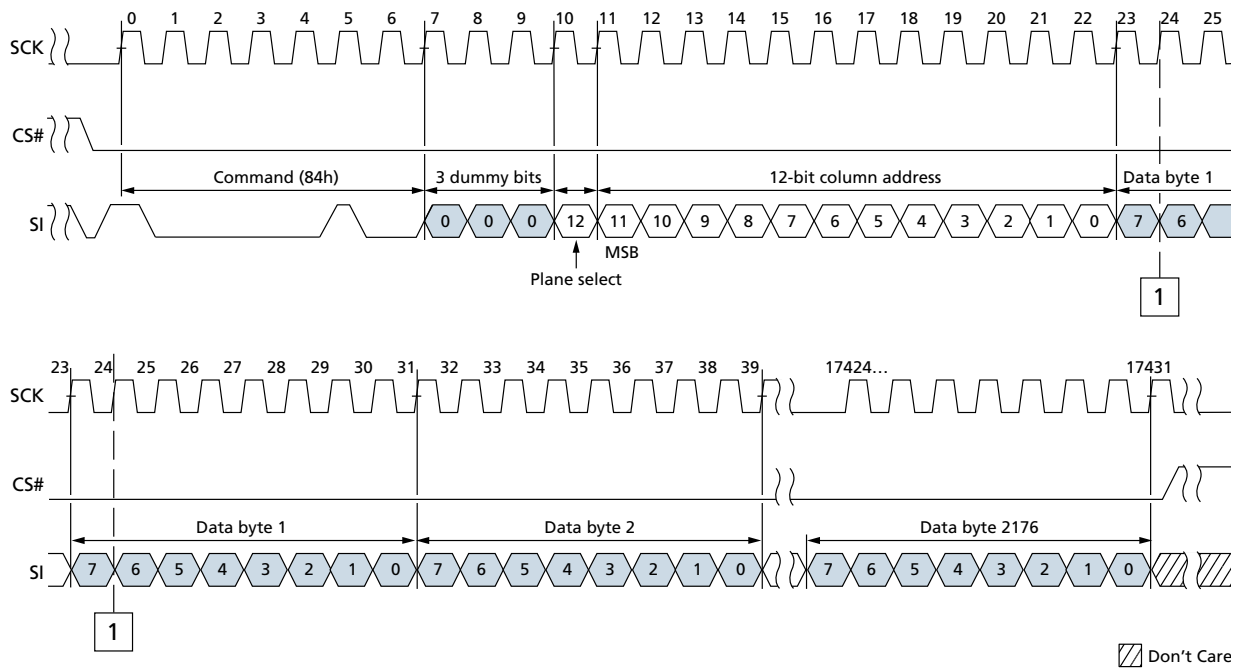 0 1 2 3 4 5 6 7 8 9 10 11 12 13 14 15 16 17 18 19 20 21 22 23 24 25
SCK
CS#
Command (84h) 3 dummy bits 12-bit column address Data byte 1
SI 0 0 0 12 11 10 9 8 7 6 5 4 3 2 1 0 7 6
MSB
Plane select
1
23 24 25 26 27 28 29 30 31 32 33 34 35 36 37 38 39 17424... 17431
SCK
CS#
Data byte 1 Data byte 2 Data byte 2176
SI 7 6 5 4 3 2 1 0 7 6 5 4 3 2 1 0 7 6 5 4 3 2 1 0
1
Don't Care